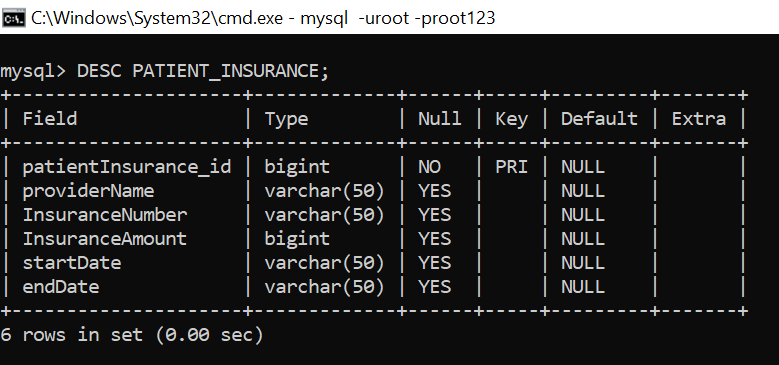 C:\Windows\System32\cmd.exe - mysql  -uroot -proot123
mysql> DESC PATIENT_INSURANCE;
+---------------------+-------------+------+-----+---------+-------+
| Field               | Type        | Null | Key | Default | Extra |
+---------------------+-------------+------+-----+---------+-------+
| patientInsurance_id | bigint      | NO   | PRI | NULL    |       |
| providerName        | varchar(50) | YES  |     | NULL    |       |
| InsuranceNumber     | varchar(50) | YES  |     | NULL    |       |
| InsuranceAmount     | bigint      | YES  |     | NULL    |       |
| startDate           | varchar(50) | YES  |     | NULL    |       |
| endDate             | varchar(50) | YES  |     | NULL    |       |
+---------------------+-------------+------+-----+---------+-------+
6 rows in set (0.00 sec)